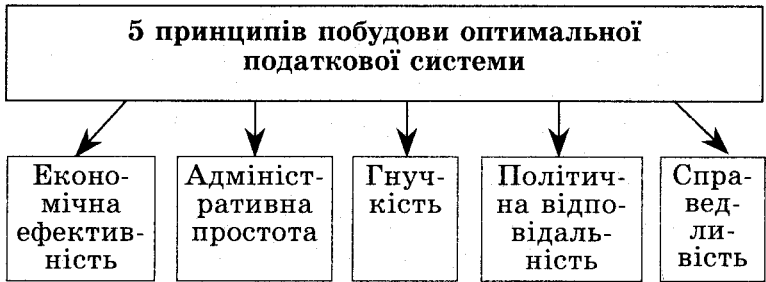 5 принципів побудови оптимальної
податкової системи
Еконо-
мічна
ефектив-
ність
Адмініст-
ративна
простота
Гнуч-
кість
Політич-
на відпо-
відаль-
ність
Спра-
вед-
ли-
вість